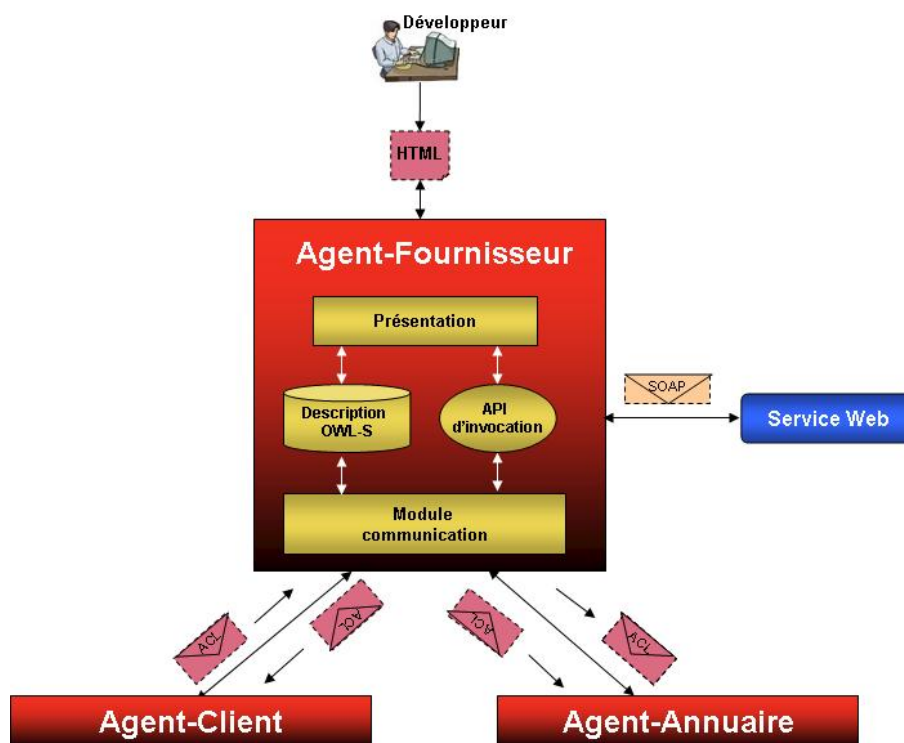 Développeur
HTML
Agent-Fournisseur
Présentation
Description
OWL-S
API
d'invocation
SOAP
Service Web
Module
communication
ACL
ACL
ACL
ACL
Agent-Client
Agent-Annuaire